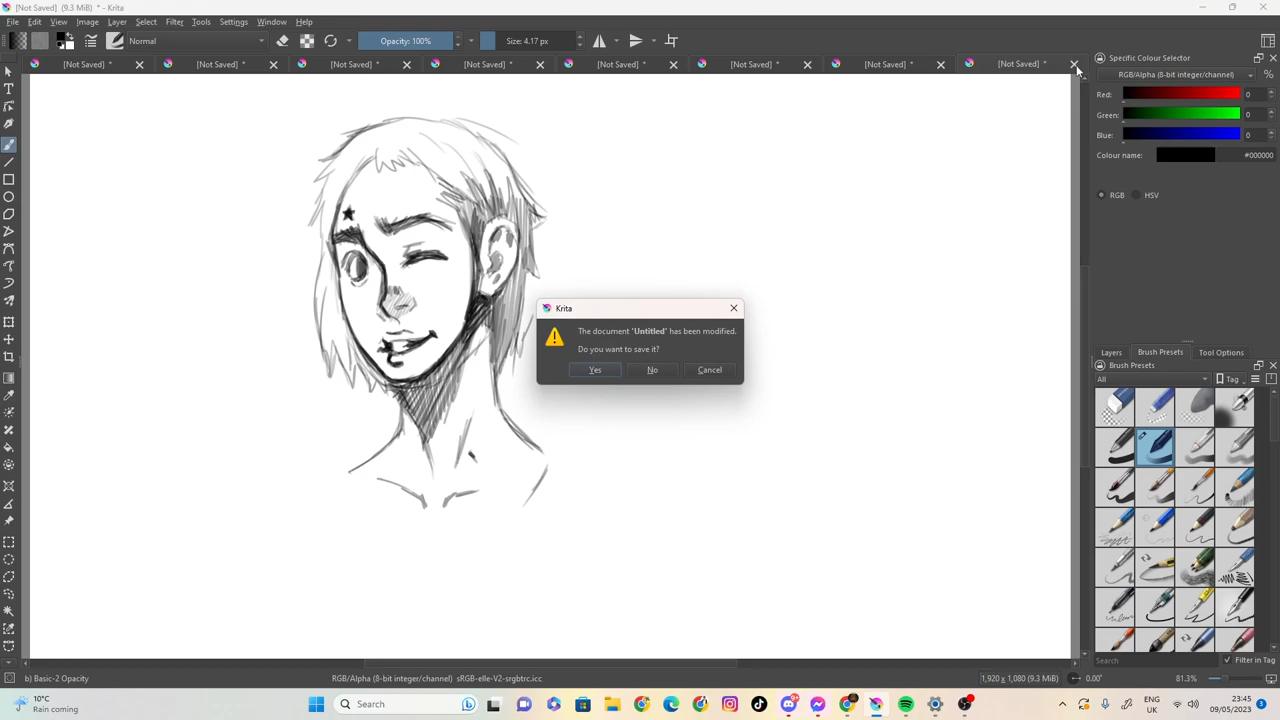 [Not Saved] (9.3 MiB) * - Krita
File Edit View Image Layer Select Filter Tools Settings Window Help
Normal Opacity: 100% Size: 4.17 px
[Not Saved] * [Not Saved] * [Not Saved] * [Not Saved] * [Not Saved] * [Not Saved] * [Not Saved] * [Not Saved] *
Specific Colour Selector
RGB/Alpha (8-bit integer/channel) %
Red: 0
Green: 0
Blue: 0
Colour name: #000000
RGB HSV
Krita
The document 'Untitled' has been modified.
Do you want to save it?
Yes No Cancel
Layers Brush Presets Tool Options
Brush Presets
All Tag
Search Filter in Tag
b) Basic-2 Opacity RGB/Alpha (8-bit integer/channel) sRGB-elle-V2-srgbtrc.icc 1,920 x 1,080 (9.3 MiB) 0.00° 81.3%
10°C
Rain coming
Search
9+
ENG
UK
23:45
09/05/2023
3